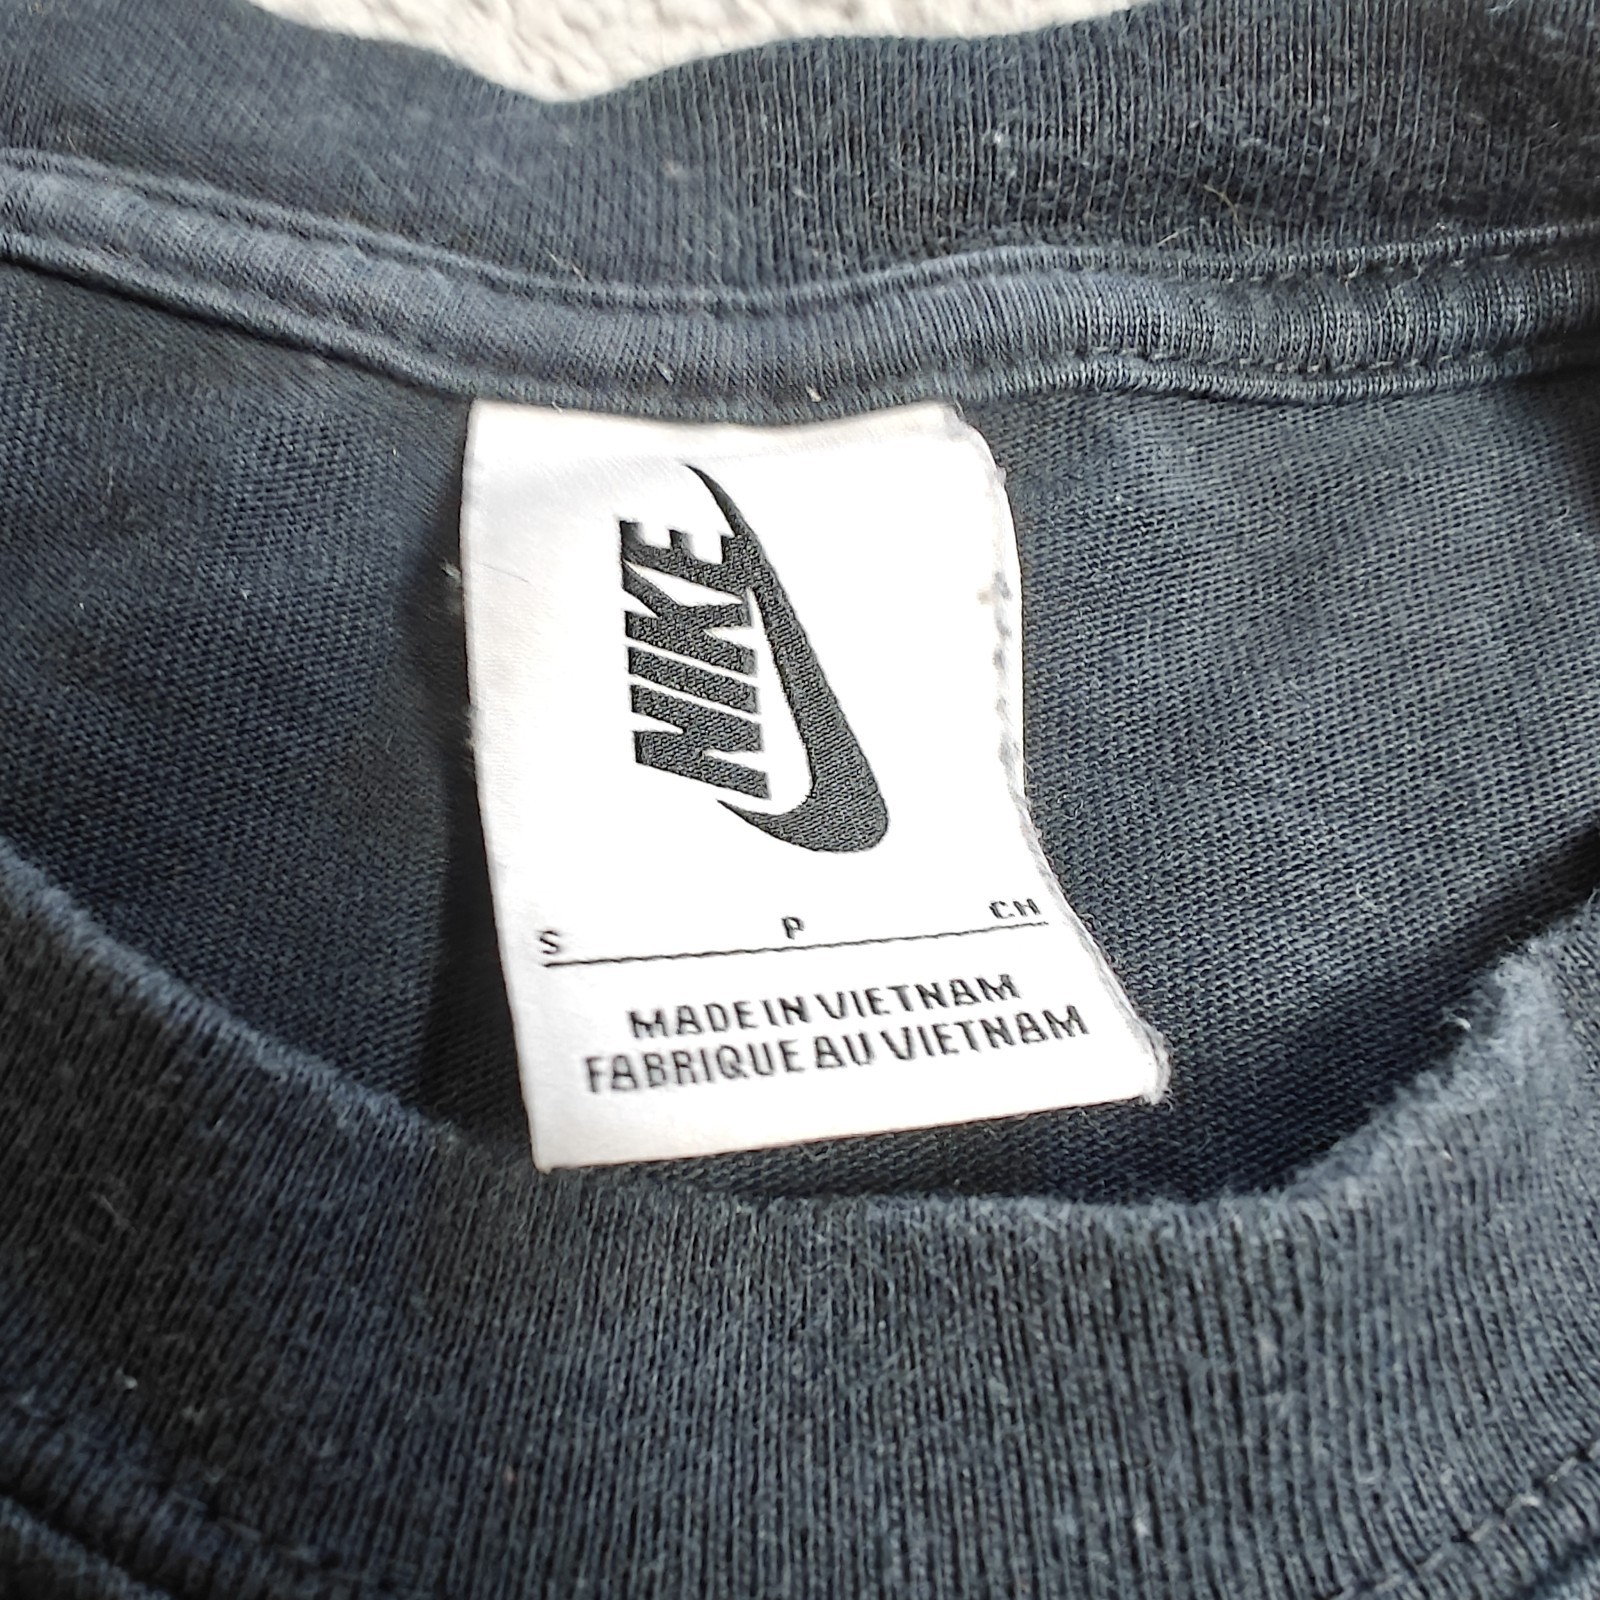 NIKE
S P CH
MADE IN VIETNAM
FABRIQUE AU VIETNAM